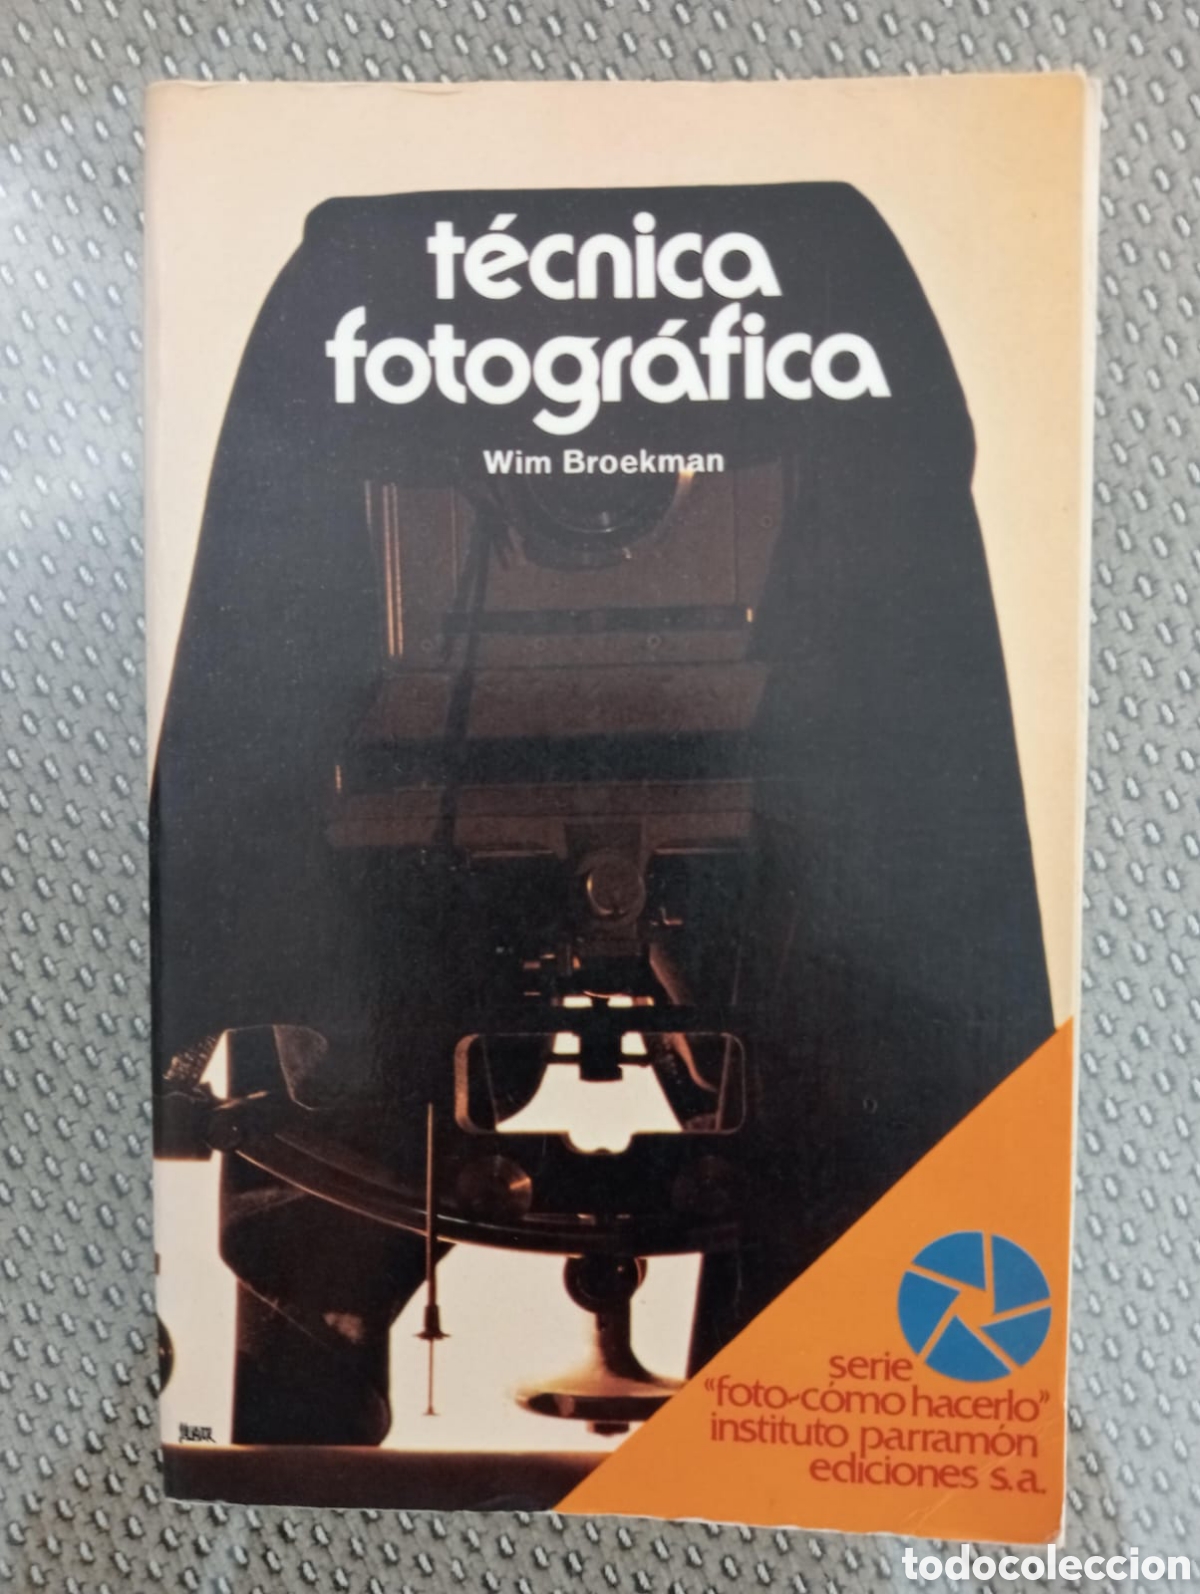 técnica
fotográfica
Wim Broekman
serie
"foto-cómo hacerlo"
instituto parramón
ediciones s.a.
todocoleccion